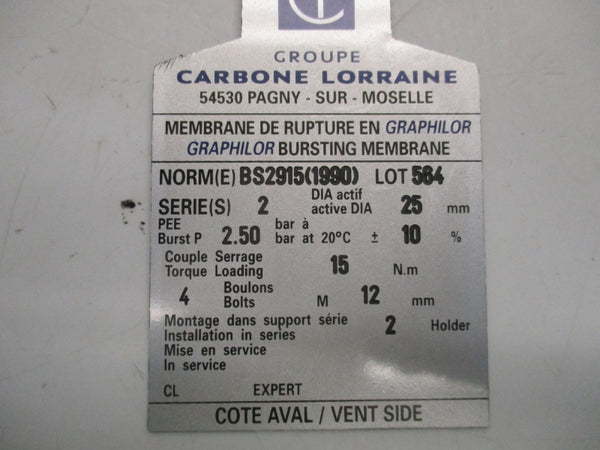 GROUPE
CARBONE LORRAINE
54530 PAGNY - SUR - MOSELLE
MEMBRANE DE RUPTURE EN GRAPHILOR
GRAPHILOR BURSTING MEMBRANE
NORM(E) BS2915(1990) LOT 564
SERIE(S) 2 DIA actif active DIA 25 mm
PEE bar à
Burst P 2.50 bar at 20°C ± 10 %
Couple Serrage
Torque Loading 15 N.m
4 Boulons Bolts M 12 mm
Montage dans support série 2 Holder
Installation in series
Mise en service
In service
CL EXPERT
COTE AVAL / VENT SIDE